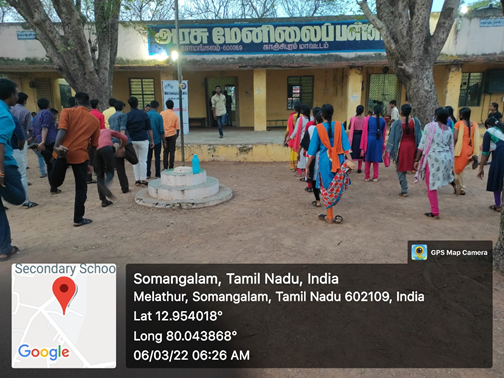 அரசு மேனிலைப்பள்ளி
காஞ்சிபுரம் மாவட்டம்
GPS Map Camera
Secondary Schoo
Google
Somangalam, Tamil Nadu, India
Melathur, Somangalam, Tamil Nadu 602109, India
Lat 12.954018°
Long 80.043868°
06/03/22 06:26 AM